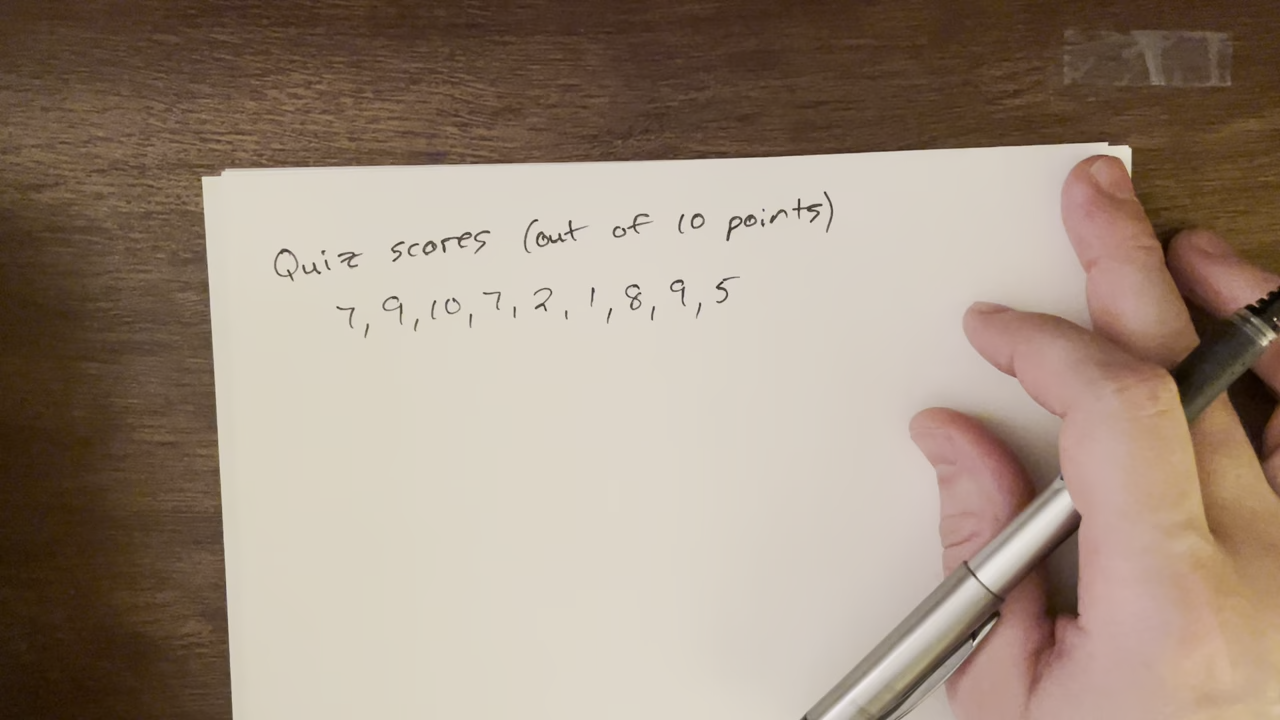 Quiz scores (out of 10 points)
7, 9, 10, 7, 2, 1, 8, 9, 5